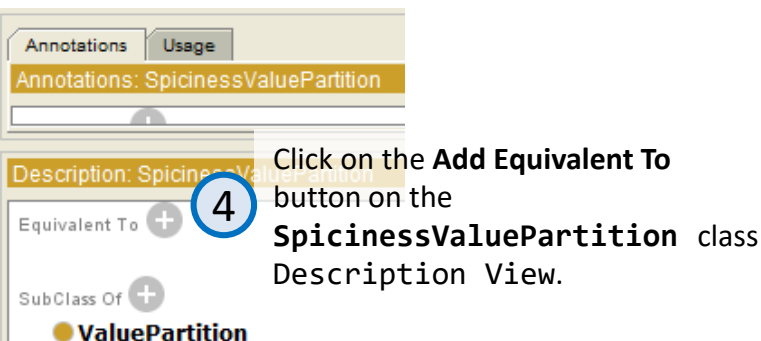 Annotations Usage
Annotations: SpicinessValuePartition
Description: SpicinessValuePartition
Equivalent To
4
Click on the Add Equivalent To
button on the
SpicinessValuePartition class
Description View.
SubClass Of
ValuePartition